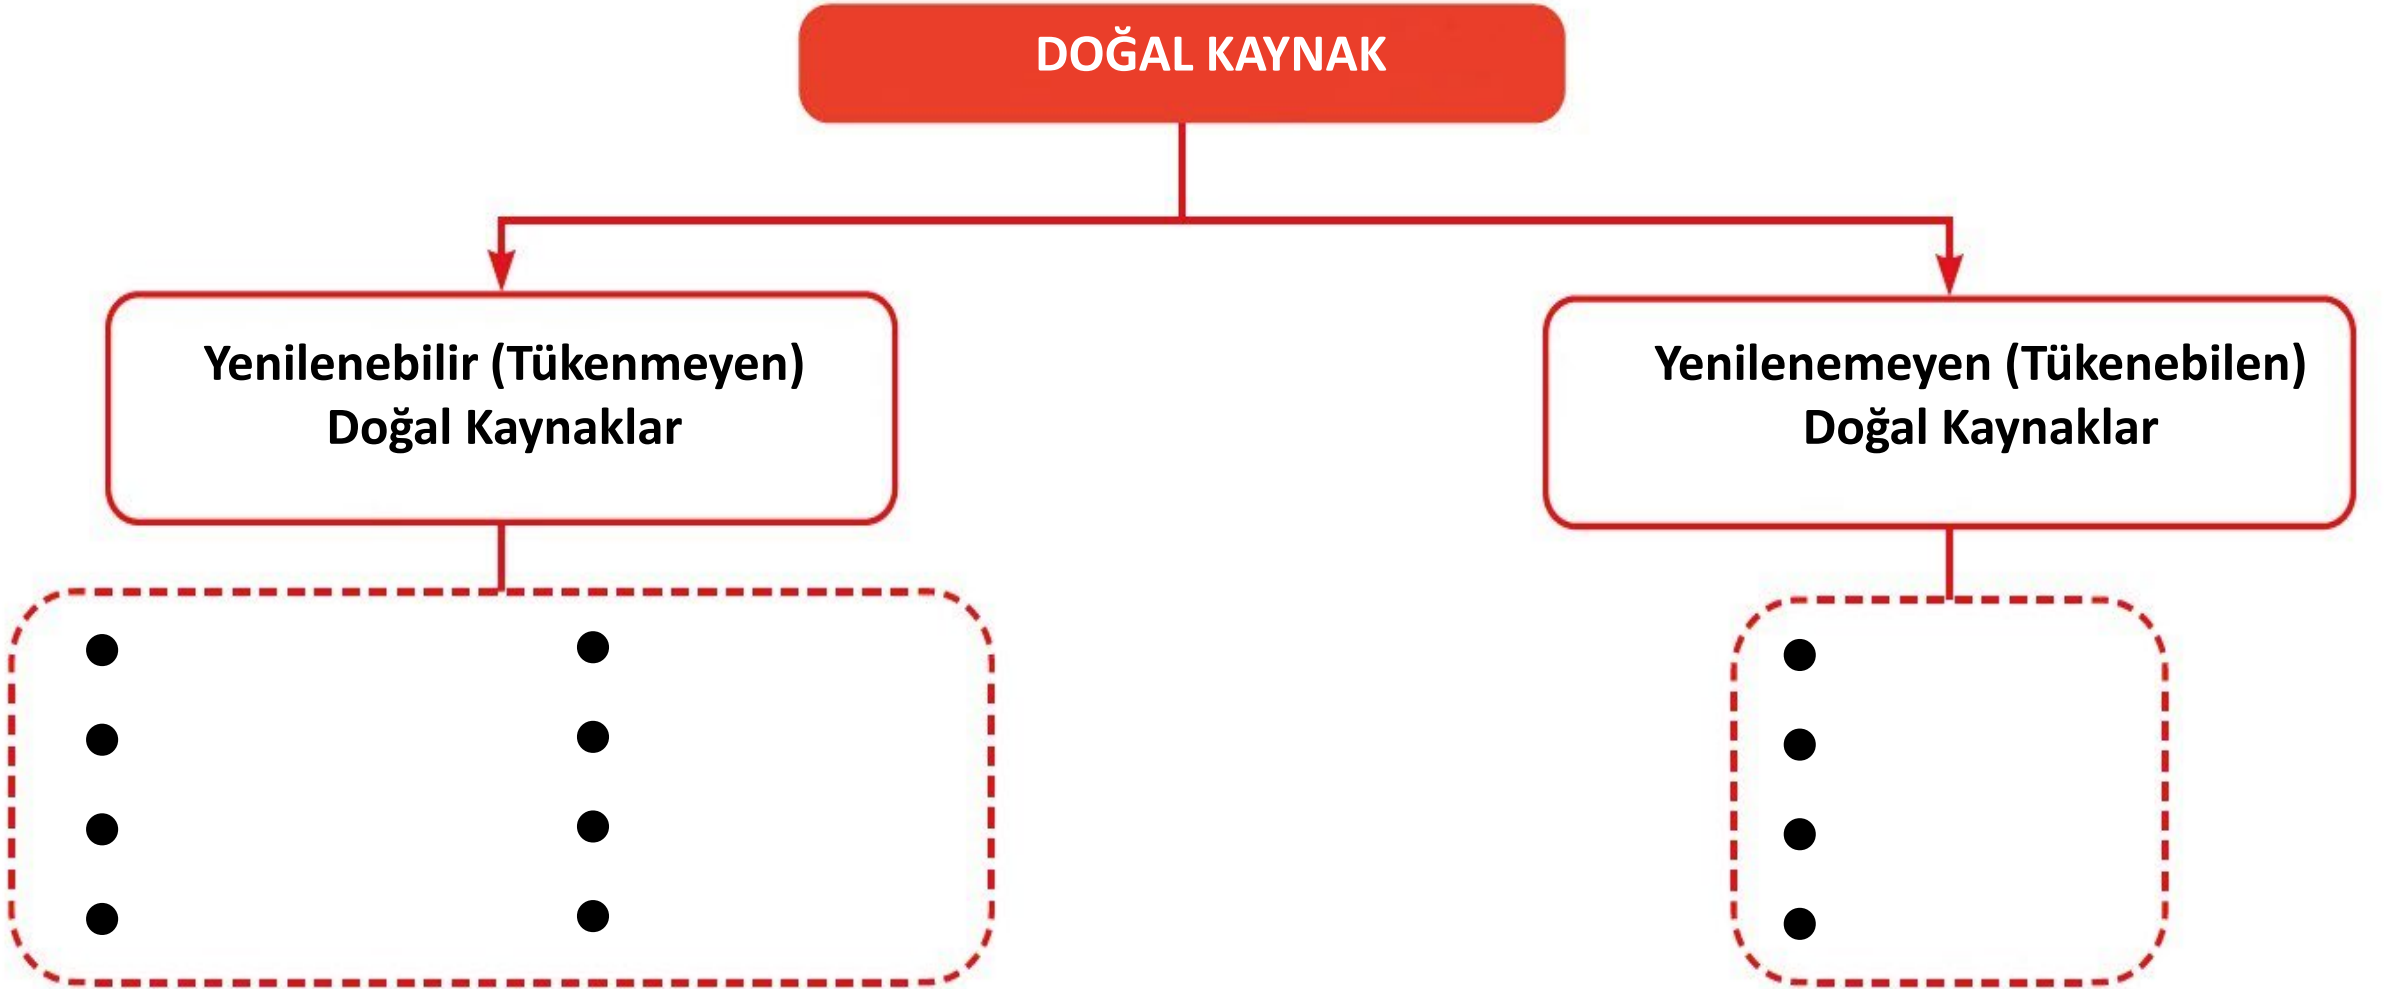 DOĞAL KAYNAK
Yenilenebilir (Tükenmeyen)
Doğal Kaynaklar
Yenilenemeyen (Tükenebilen)
Doğal Kaynaklar